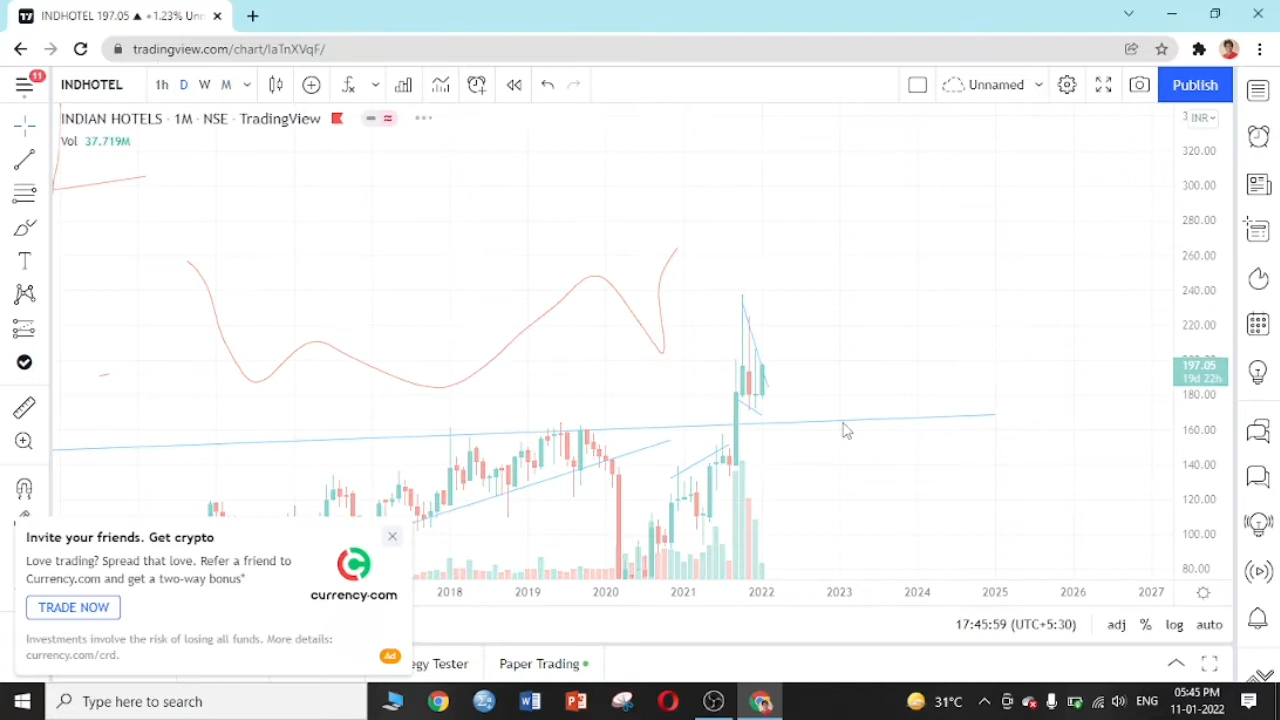 INDHOTEL 197.05 ▲ +1.23% Unn
tradingview.com/chart/IaTnXVqF/
11
INDHOTEL 1h D W M
Unnamed
Publish
INDIAN HOTELS · 1M · NSE · TradingView
Vol 37.719M
INR
320.00
300.00
280.00
260.00
240.00
220.00
197.05
19d 22h
180.00
160.00
140.00
120.00
100.00
80.00
Invite your friends. Get crypto
Love trading? Spread that love. Refer a friend to
Currency.com and get a two-way bonus*
TRADE NOW
currency.com
Investments involve the risk of losing all funds. More details:
currency.com/crd.
Ad
2018 2019 2020 2021 2022 2023 2024 2025 2026 2027
17:45:59 (UTC+5:30) adj % log auto
egy Tester Paper Trading
Type here to search
31°C ENG
05:45 PM
11-01-2022